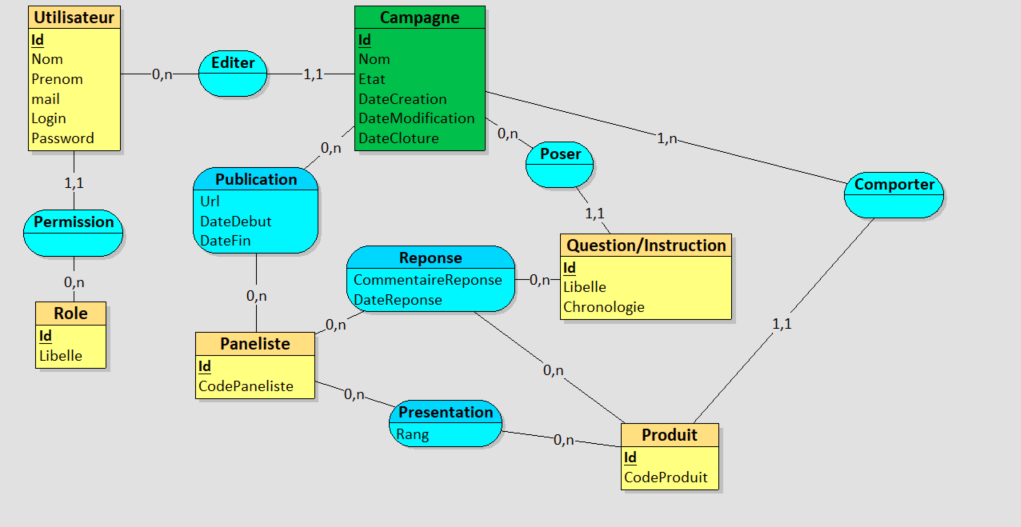 Utilisateur
Id
Nom
Prenom
mail
Login
Password
0,n
Editer
1,1
Campagne
Id
Nom
Etat
DateCreation
DateModification
DateCloture
1,1
Permission
0,n
Role
Id
Libelle
0,n
Publication
Url
DateDebut
DateFin
0,n
0,n
Poser
1,1
1,n
Comporter
1,1
Question/Instruction
Id
Libelle
Chronologie
Reponse
CommentaireReponse
DateReponse
0,n
0,n
0,n
Paneliste
Id
CodePaneliste
0,n
Presentation
Rang
0,n
Produit
Id
CodeProduit